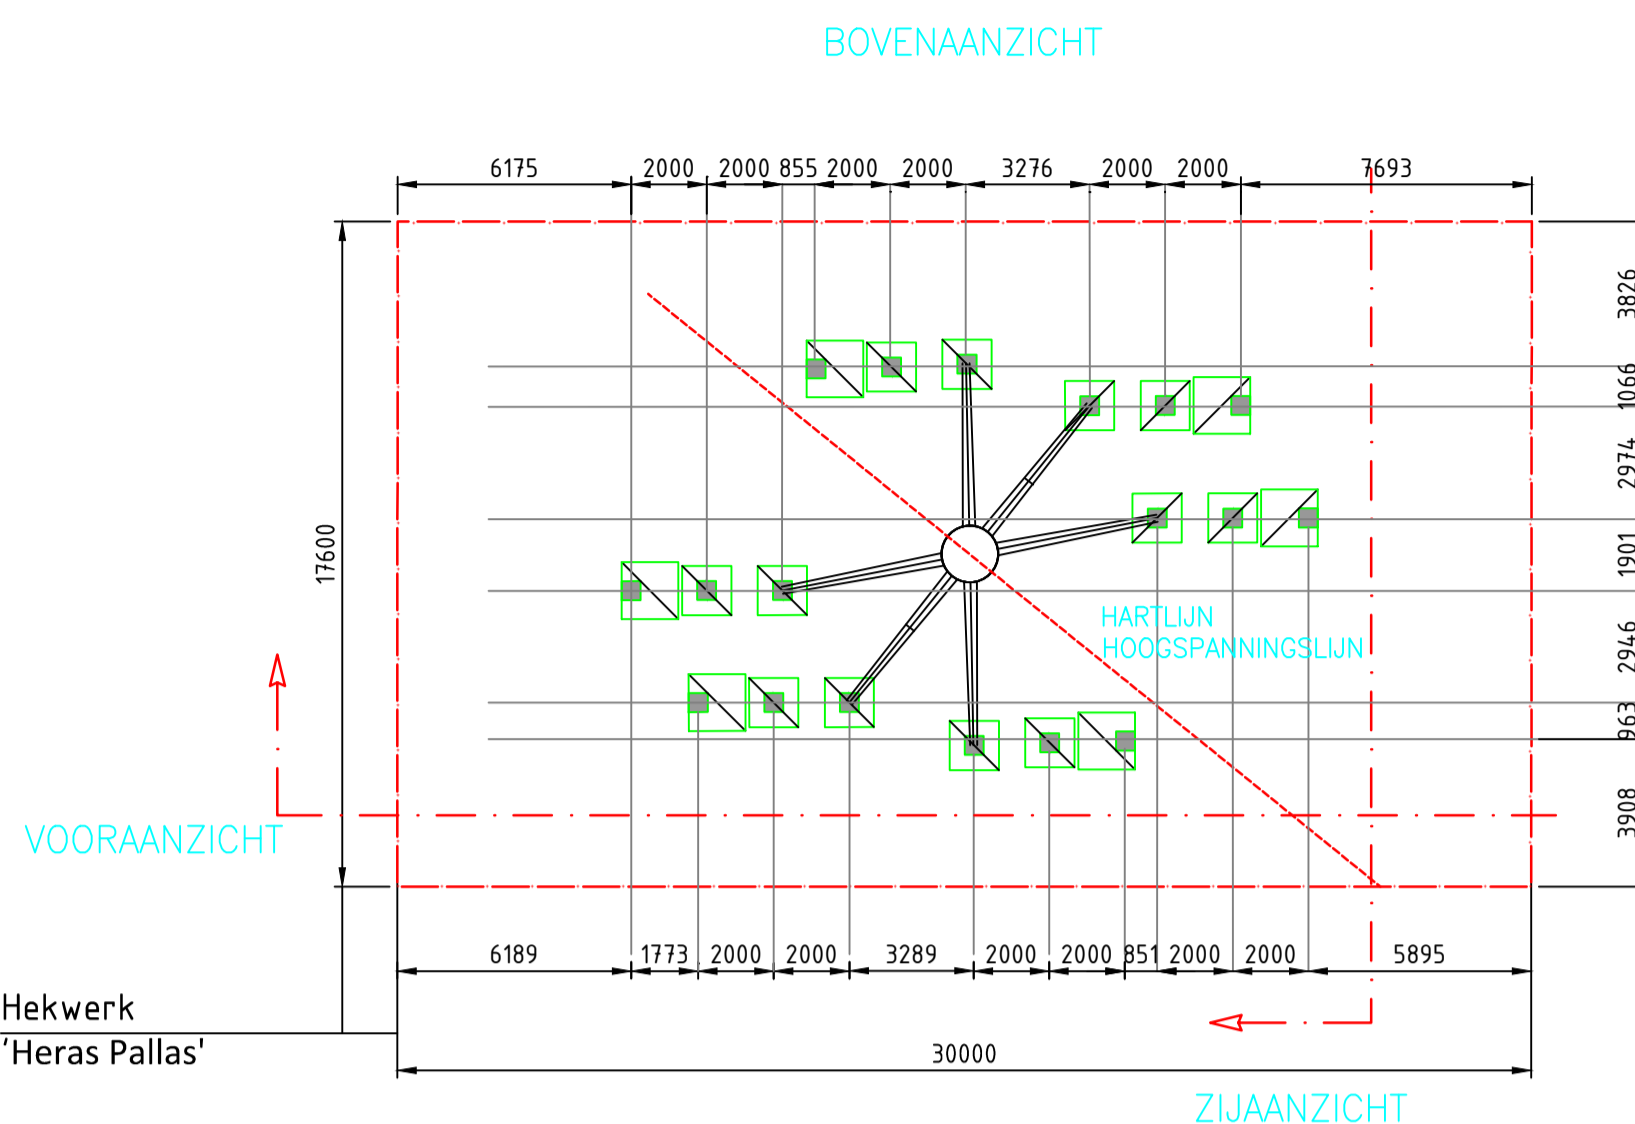 BOVENAANZICHT
6175 2000 2000 855 2000 2000 3276 2000 2000 7693
3826
1066
2974
17600
1901
HARTLIJN
HOOGSPANNINGSLIJN
2946
963
3908
VOORAANZICHT
6189 1773 2000 2000 3289 2000 2000 851 2000 2000 5895
Hekwerk
'Heras Pallas'
30000
ZIJAANZICHT